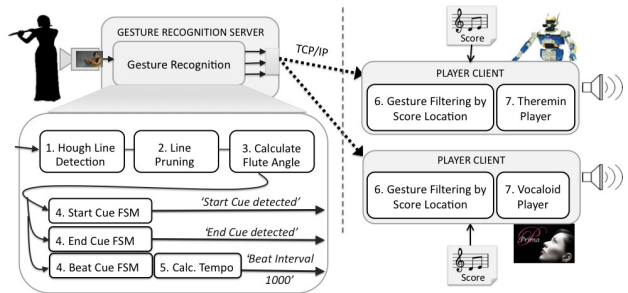 GESTURE RECOGNITION SERVER
Gesture Recognition
TCP/IP
1. Hough Line
Detection
2. Line
Pruning
3. Calculate
Flute Angle
4. Start Cue FSM
‘Start Cue detected’
4. End Cue FSM
‘End Cue detected’
4. Beat Cue FSM
5. Calc. Tempo
‘Beat Interval
1000’
Score
PLAYER CLIENT
6. Gesture Filtering by
Score Location
7. Theremin
Player
PLAYER CLIENT
6. Gesture Filtering by
Score Location
7. Vocaloid
Player
Score
Prima